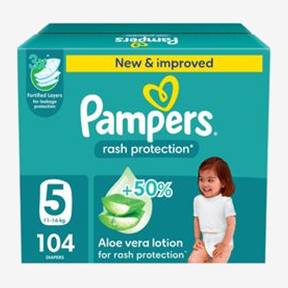 New & improved
3x
Fortified Layers
for leakage
protection
Pampers
rash protection*
5
11-16 kg
+50%
104
DIAPERS
Aloe vera lotion
for rash protection*